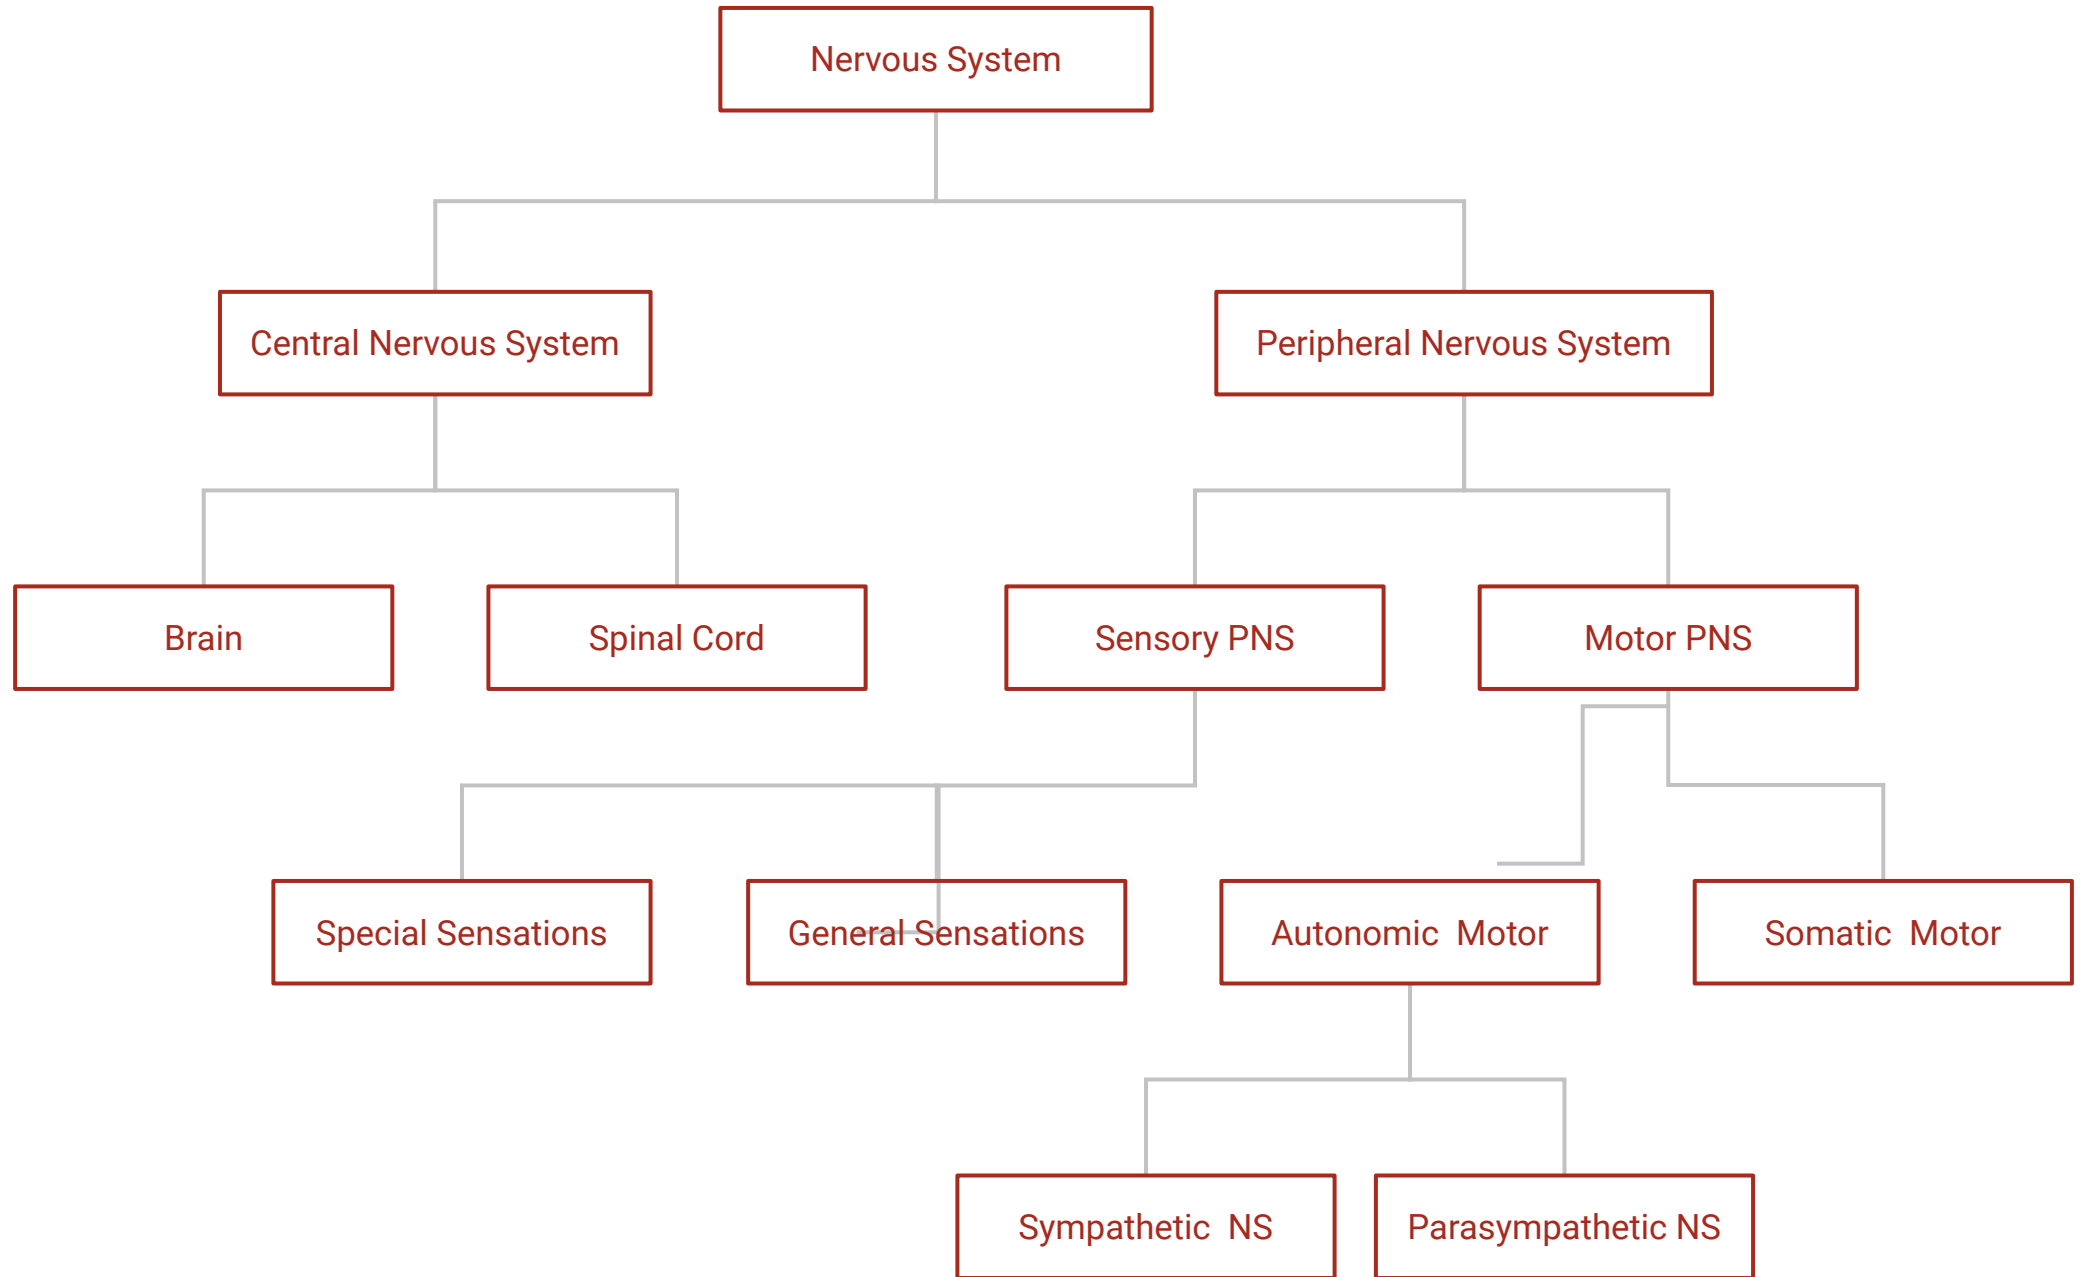 Nervous System
Central Nervous System
Peripheral Nervous System
Brain
Spinal Cord
Sensory PNS
Motor PNS
Special Sensations
General Sensations
Autonomic  Motor
Somatic  Motor
Sympathetic  NS
Parasympathetic NS